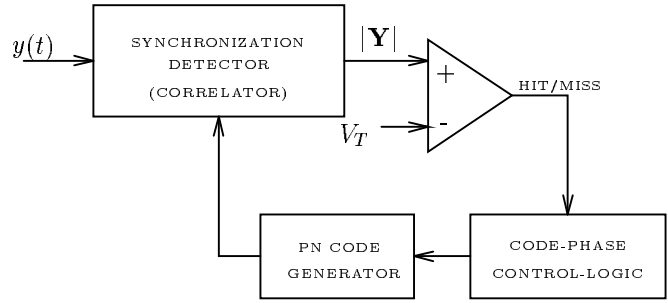 y(t)
SYNCHRONIZATION
DETECTOR
(CORRELATOR)
|Y|
+
-
V_T
HIT/MISS
PN CODE
GENERATOR
CODE-PHASE
CONTROL-LOGIC